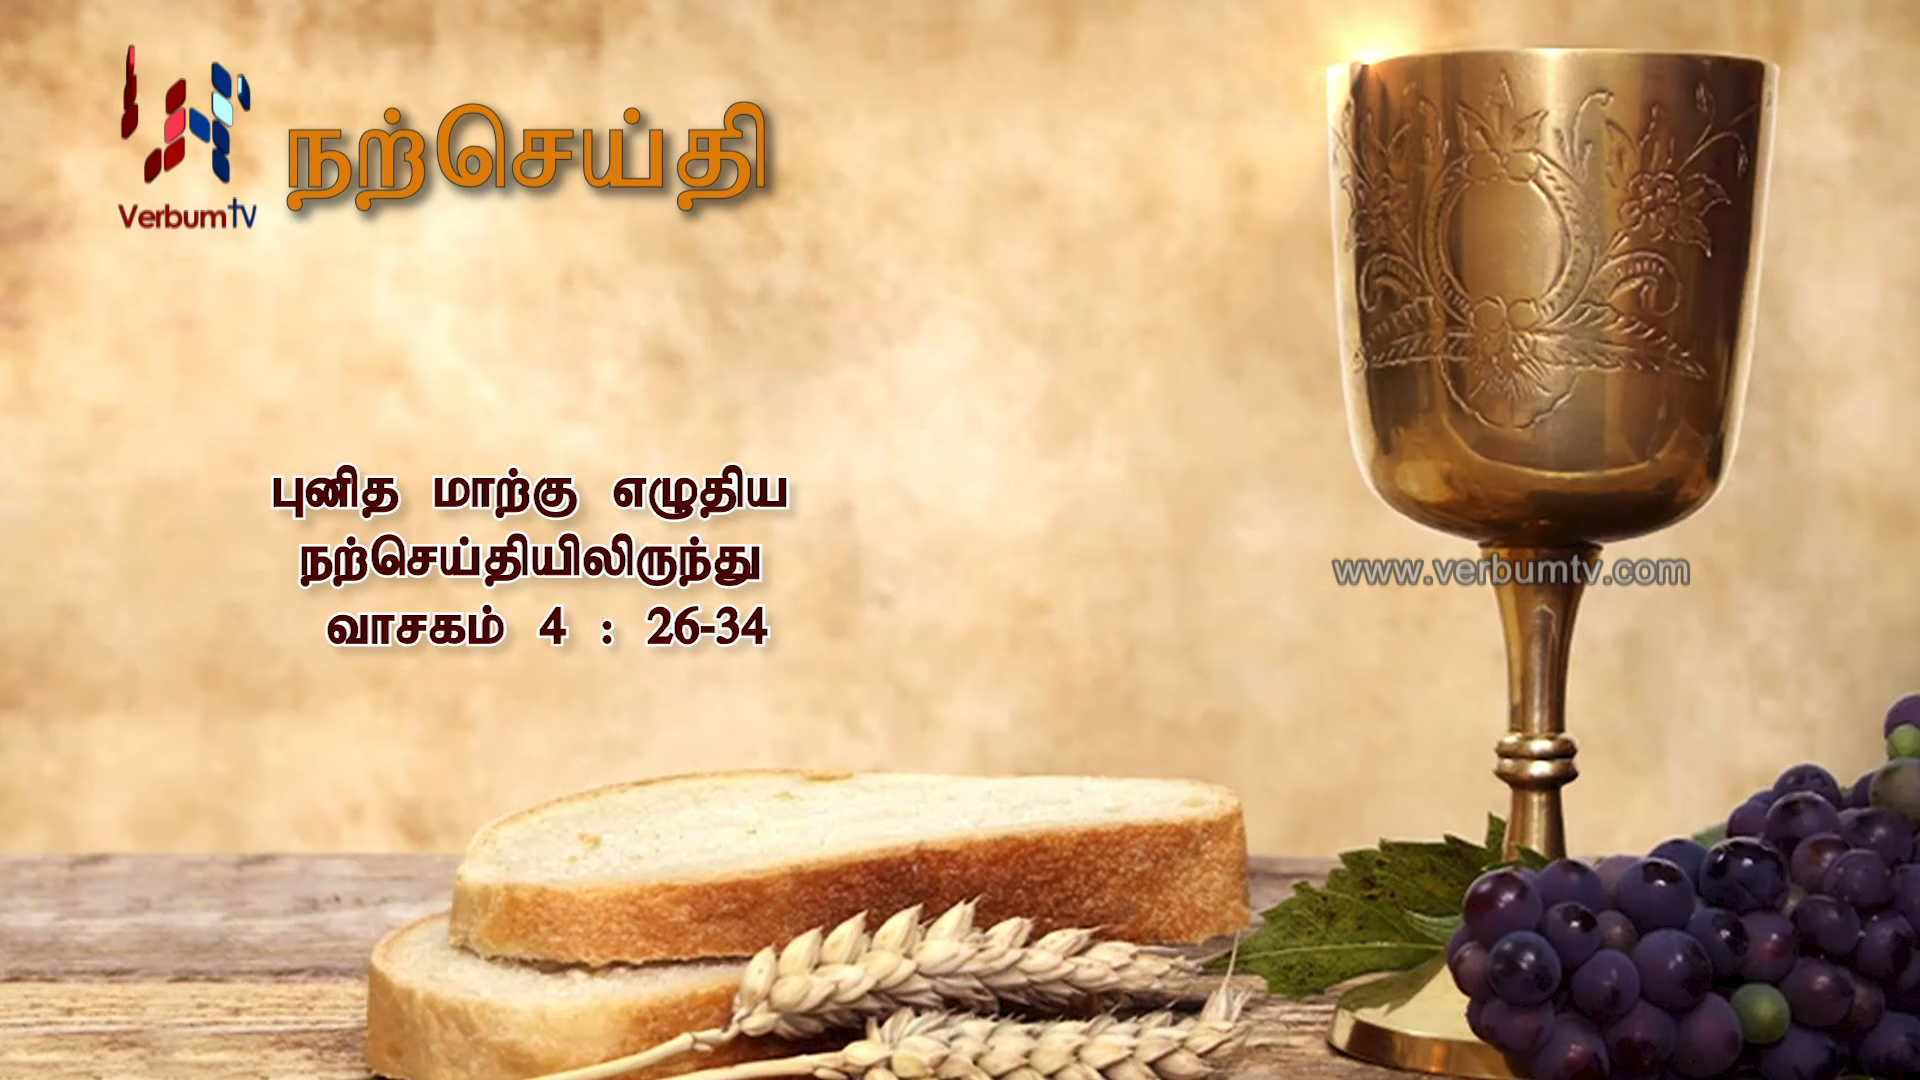 நற்செய்தி
VerbumTV
புனித மாற்கு எழுதிய
நற்செய்தியிலிருந்து
வாசகம் 4 : 26-34
www.verbumtv.com